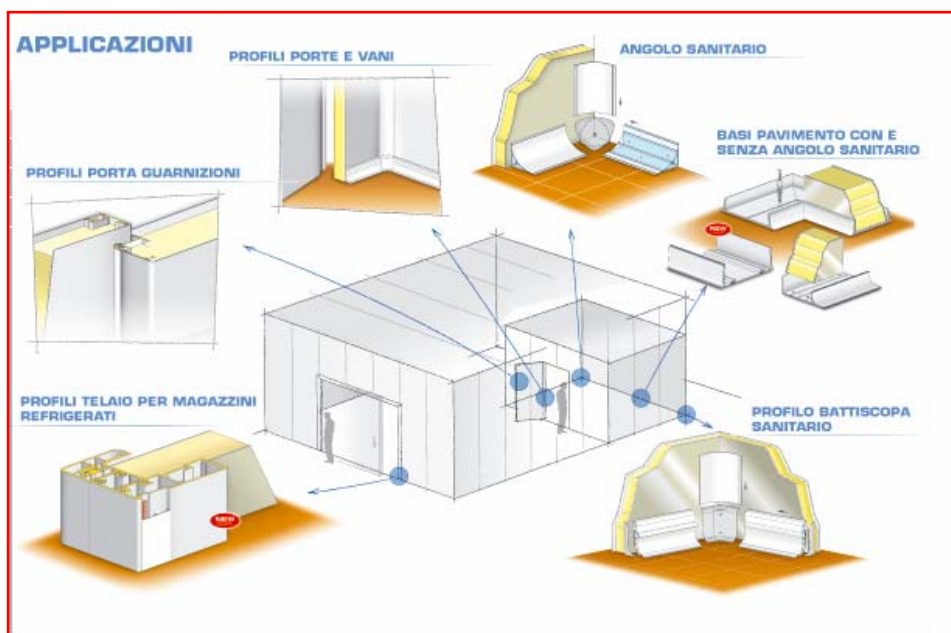 APPLICAZIONI
PROFILI PORTE E VANI
ANGOLO SANITARIO
BASI PAVIMENTO CON E
SENZA ANGOLO SANITARIO
PROFILI PORTA GUARNIZIONI
NEW
PROFILI TELAIO PER MAGAZZINI
REFRIGERATI
PROFILO BATTISCOPA
SANITARIO
NEW